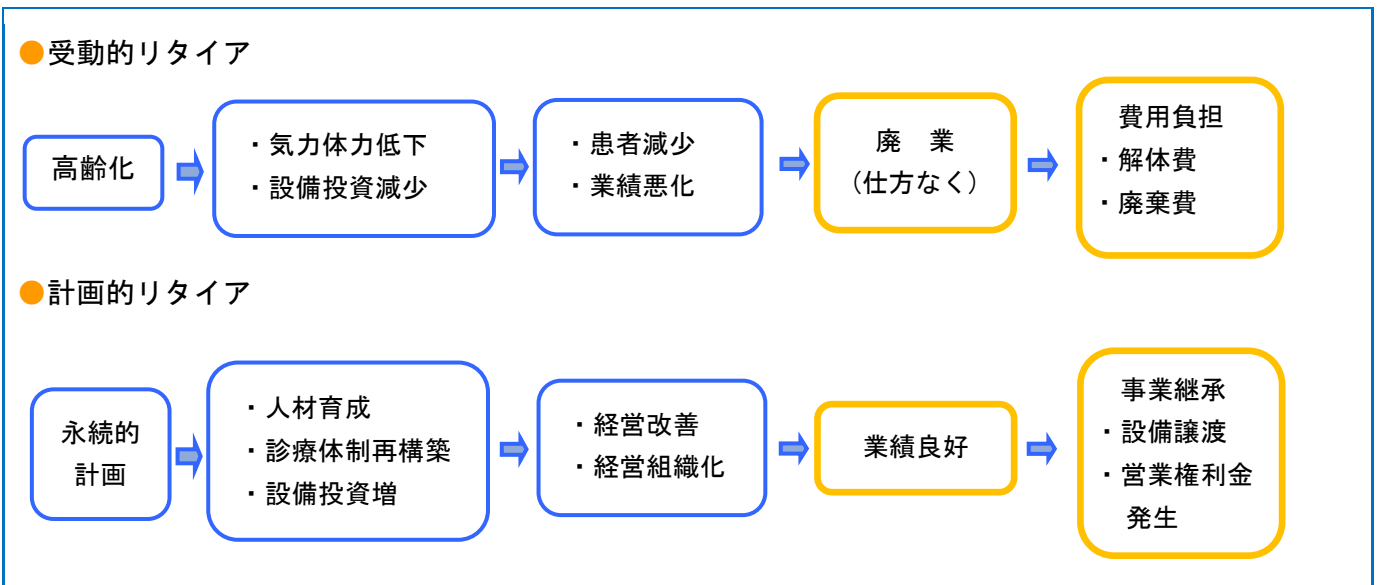 ●受動的リタイア
高齢化
・気力体力低下
・設備投資減少
・患者減少
・業績悪化
廃　業
（仕方なく）
費用負担
・解体費
・廃棄費
●計画的リタイア
永続的
計画
・人材育成
・診療体制再構築
・設備投資増
・経営改善
・経営組織化
業績良好
事業継承
・設備譲渡
・営業権利金
発生